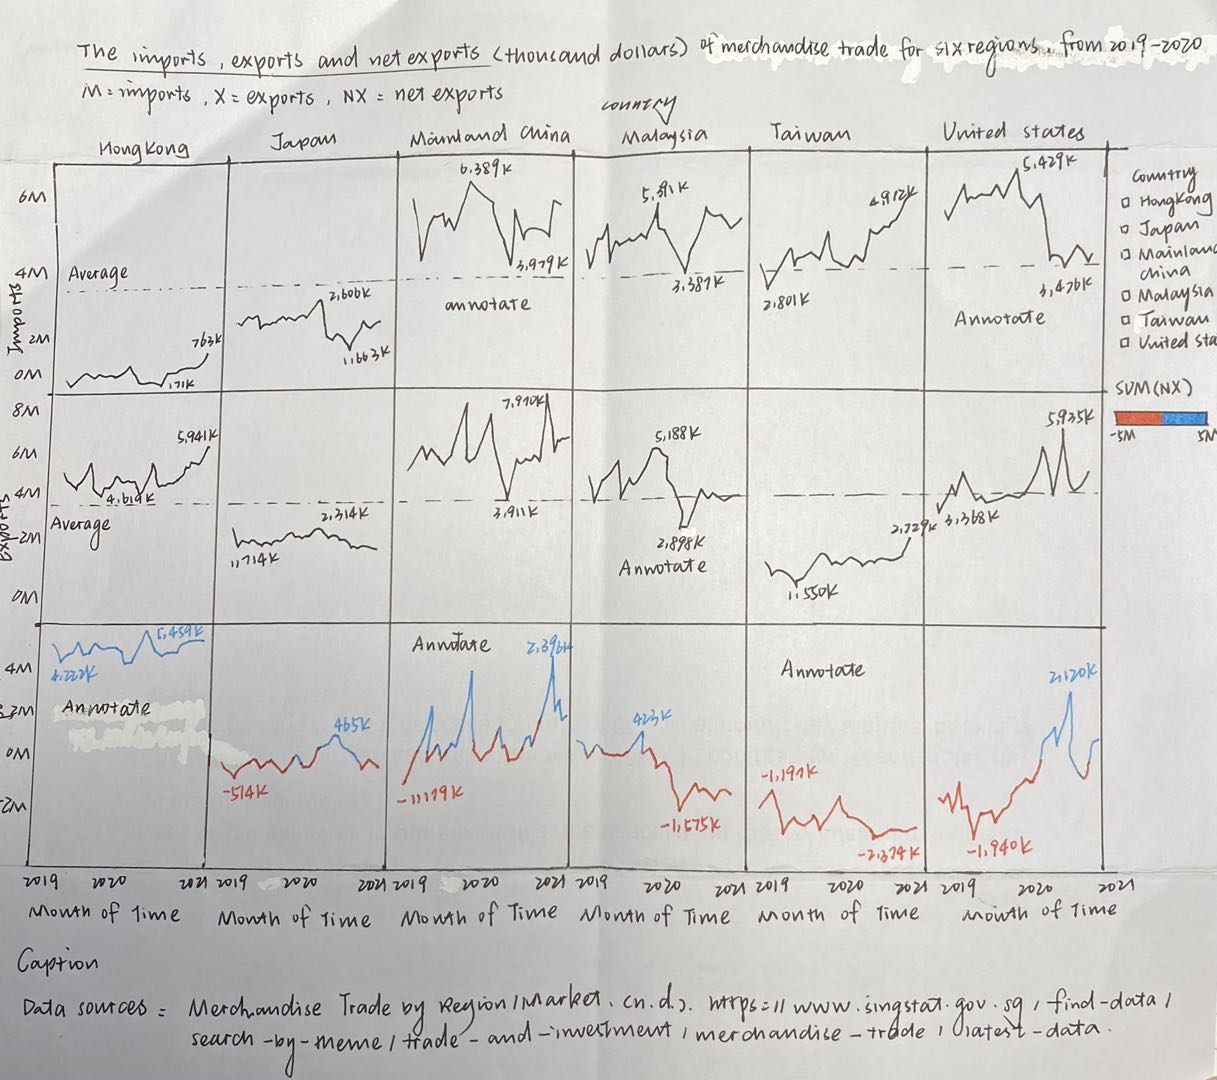 The imports, exports and net exports (thousand dollars) of merchandise trade for six regions, from 2019-2020
M=imports, X=exports, NX=net exports
country
HongKong Japan Mainland China Malaysia Taiwan United states
6M
4M
2M
0M
Imports
Average
763K
171K
2,606K
1,663K
6,389K
3,979K
annotate
5,391K
3,387K
4,912K
2,801K
5,429K
3,476K
Annotate
Country
HongKong
Japan
Mainland
china
Malaysia
Taiwan
United sta
SUM(NX)
-5M 5M
8M
6M
4M
2M
0M
Average
5,941K
4,614K
2,314K
1,714K
7,910K
3,911K
5,188K
2,898K
Annotate
2,729K
1,550K
5,935K
3,368K
4M
2M
0M
-2M
5,459K
4,222K
Annotate
465K
-514K
Annotate
2,396K
-1,179K
423K
-1,575K
Annotate
-1,197K
-2,374K
2,120K
-1,940K
2019 2020 2021 2019 2020 2021 2019 2020 2021 2019 2020 2021 2019 2020 2021 2019 2020 2021
Month of Time Month of Time Month of Time Month of Time Month of Time Month of Time
Caption
Data sources = Merchandise Trade by Region/Market. cn.d.). https=// www.singstat.gov.sg / find-data /
search-by-meme / trade-and-investment / merchandise-trade / latest-data.